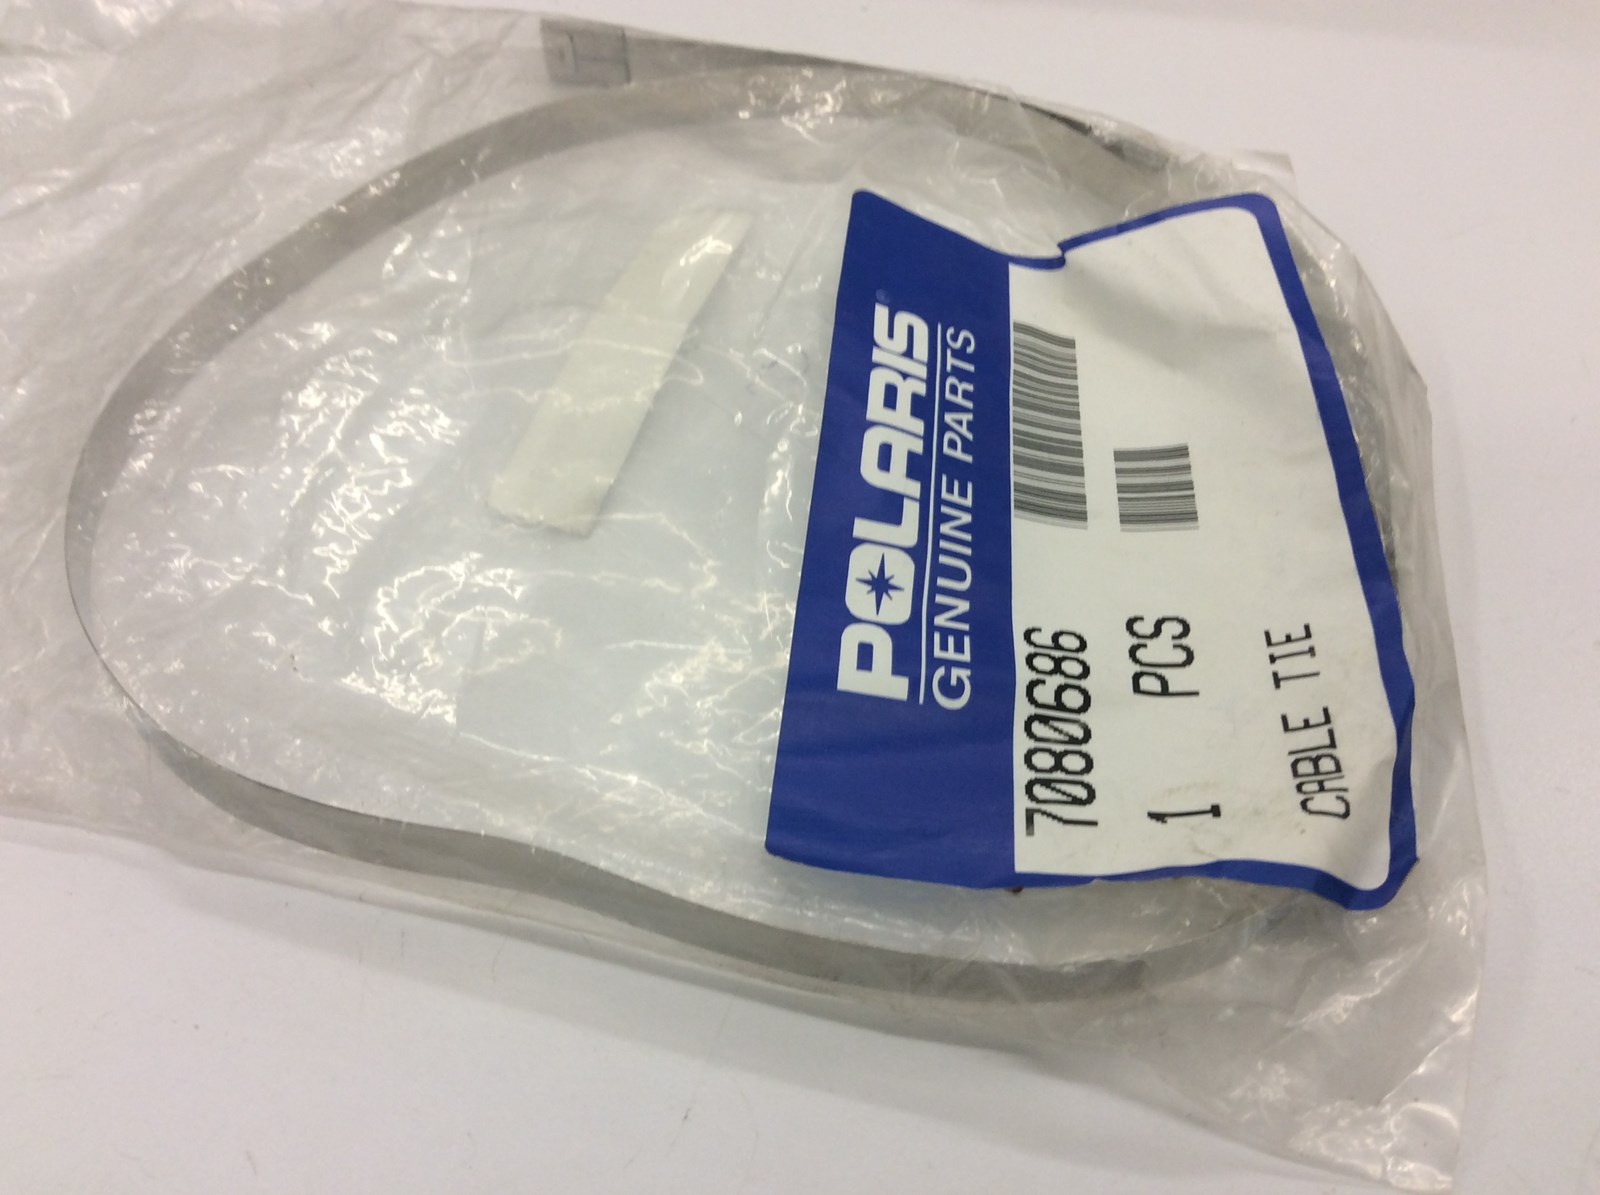 POLARIS®
GENUINE PARTS
7080686
1 PCS
CABLE TIE